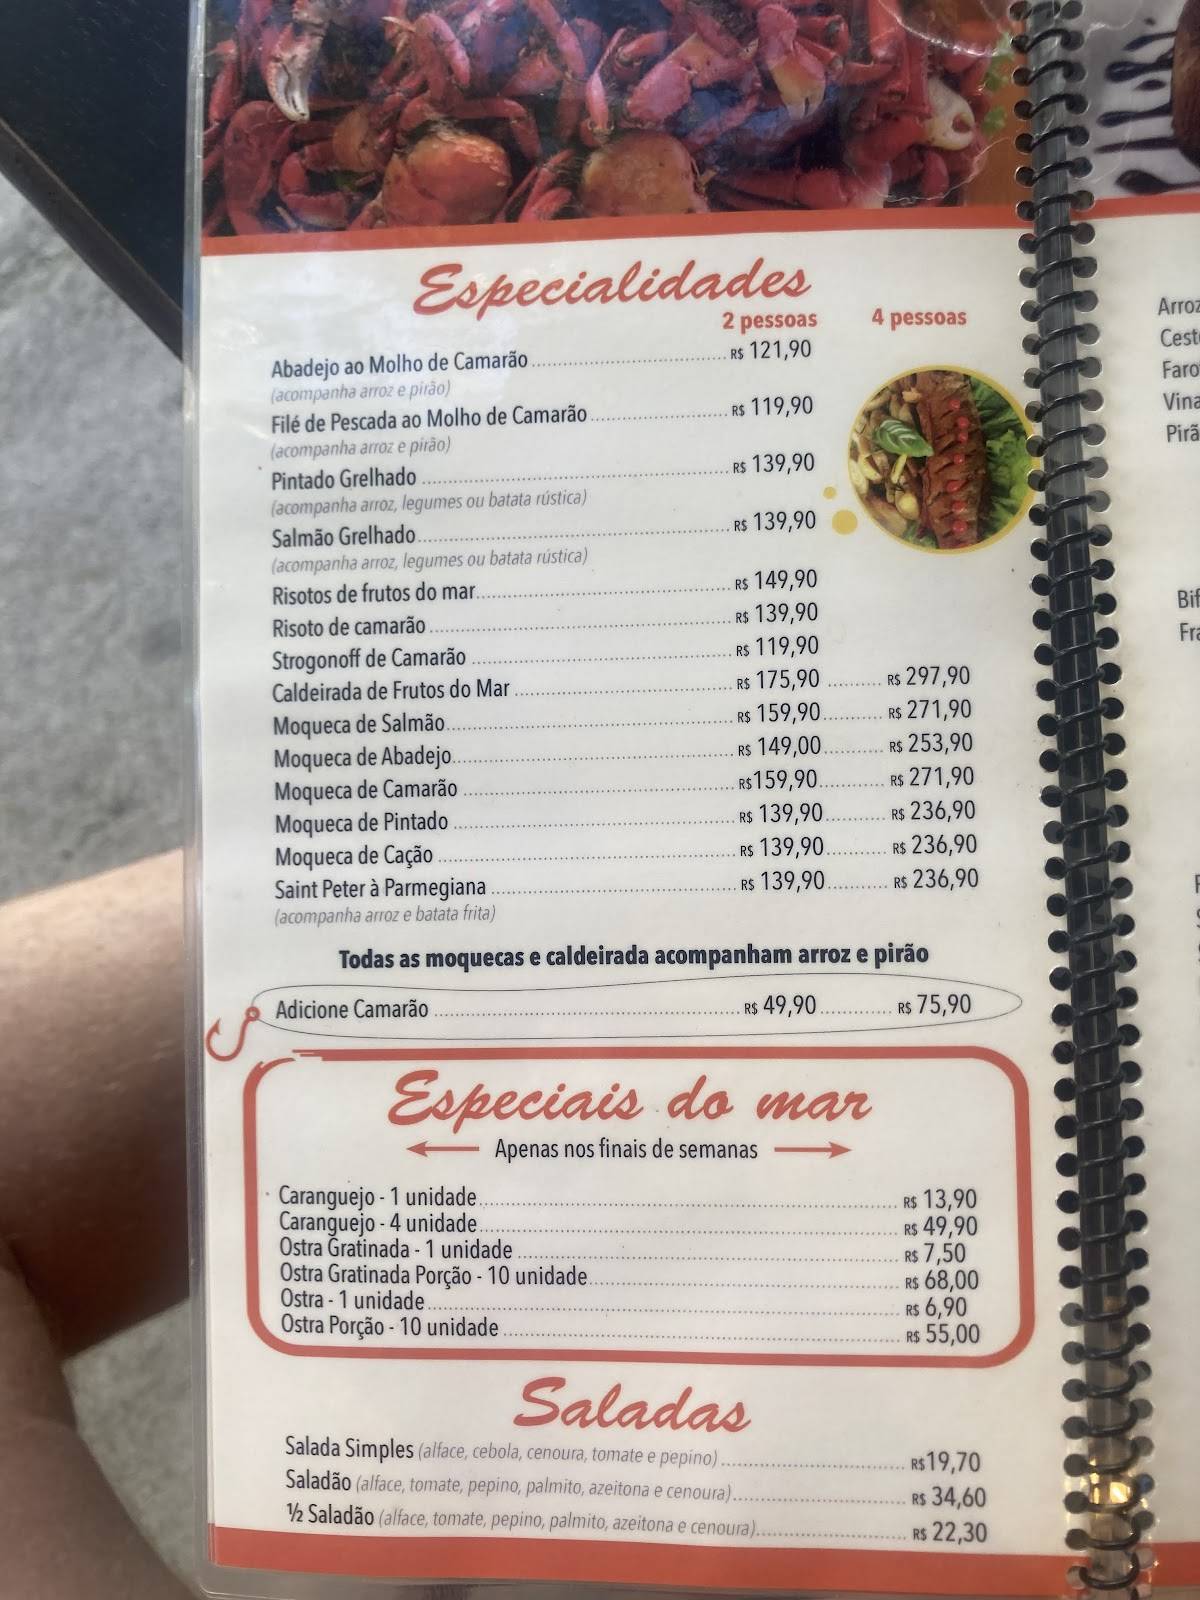 Especialidades
2 pessoas 4 pessoas
Abadejo ao Molho de Camarão R$ 121,90
(acompanha arroz e pirão)
Filé de Pescada ao Molho de Camarão R$ 119,90
(acompanha arroz e pirão)
Pintado Grelhado R$ 139,90
(acompanha arroz, legumes ou batata rústica)
Salmão Grelhado R$ 139,90
(acompanha arroz, legumes ou batata rústica)
Risotos de frutos do mar R$ 149,90
Risoto de camarão R$ 139,90
Strogonoff de Camarão R$ 119,90
Caldeirada de Frutos do Mar R$ 175,90 R$ 297,90
Moqueca de Salmão R$ 159,90 R$ 271,90
Moqueca de Abadejo R$ 149,00 R$ 253,90
Moqueca de Camarão R$159,90 R$ 271,90
Moqueca de Pintado R$ 139,90 R$ 236,90
Moqueca de Cação R$ 139,90 R$ 236,90
Saint Peter à Parmegiana R$ 139,90 R$ 236,90
(acompanha arroz e batata frita)
Todas as moquecas e caldeirada acompanham arroz e pirão
Adicione Camarão R$ 49,90 R$ 75,90
Especiais do mar
Apenas nos finais de semanas
Caranguejo - 1 unidade R$ 13,90
Caranguejo - 4 unidade R$ 49,90
Ostra Gratinada - 1 unidade R$ 7,50
Ostra Gratinada Porção - 10 unidade R$ 68,00
Ostra - 1 unidade R$ 6,90
Ostra Porção - 10 unidade R$ 55,00
Saladas
Salada Simples (alface, cebola, cenoura, tomate e pepino) R$19,70
Saladão (alface, tomate, pepino, palmito, azeitona e cenoura) R$ 34,60
½ Saladão (alface, tomate, pepino, palmito, azeitona e cenoura) R$ 22,30
Arroz